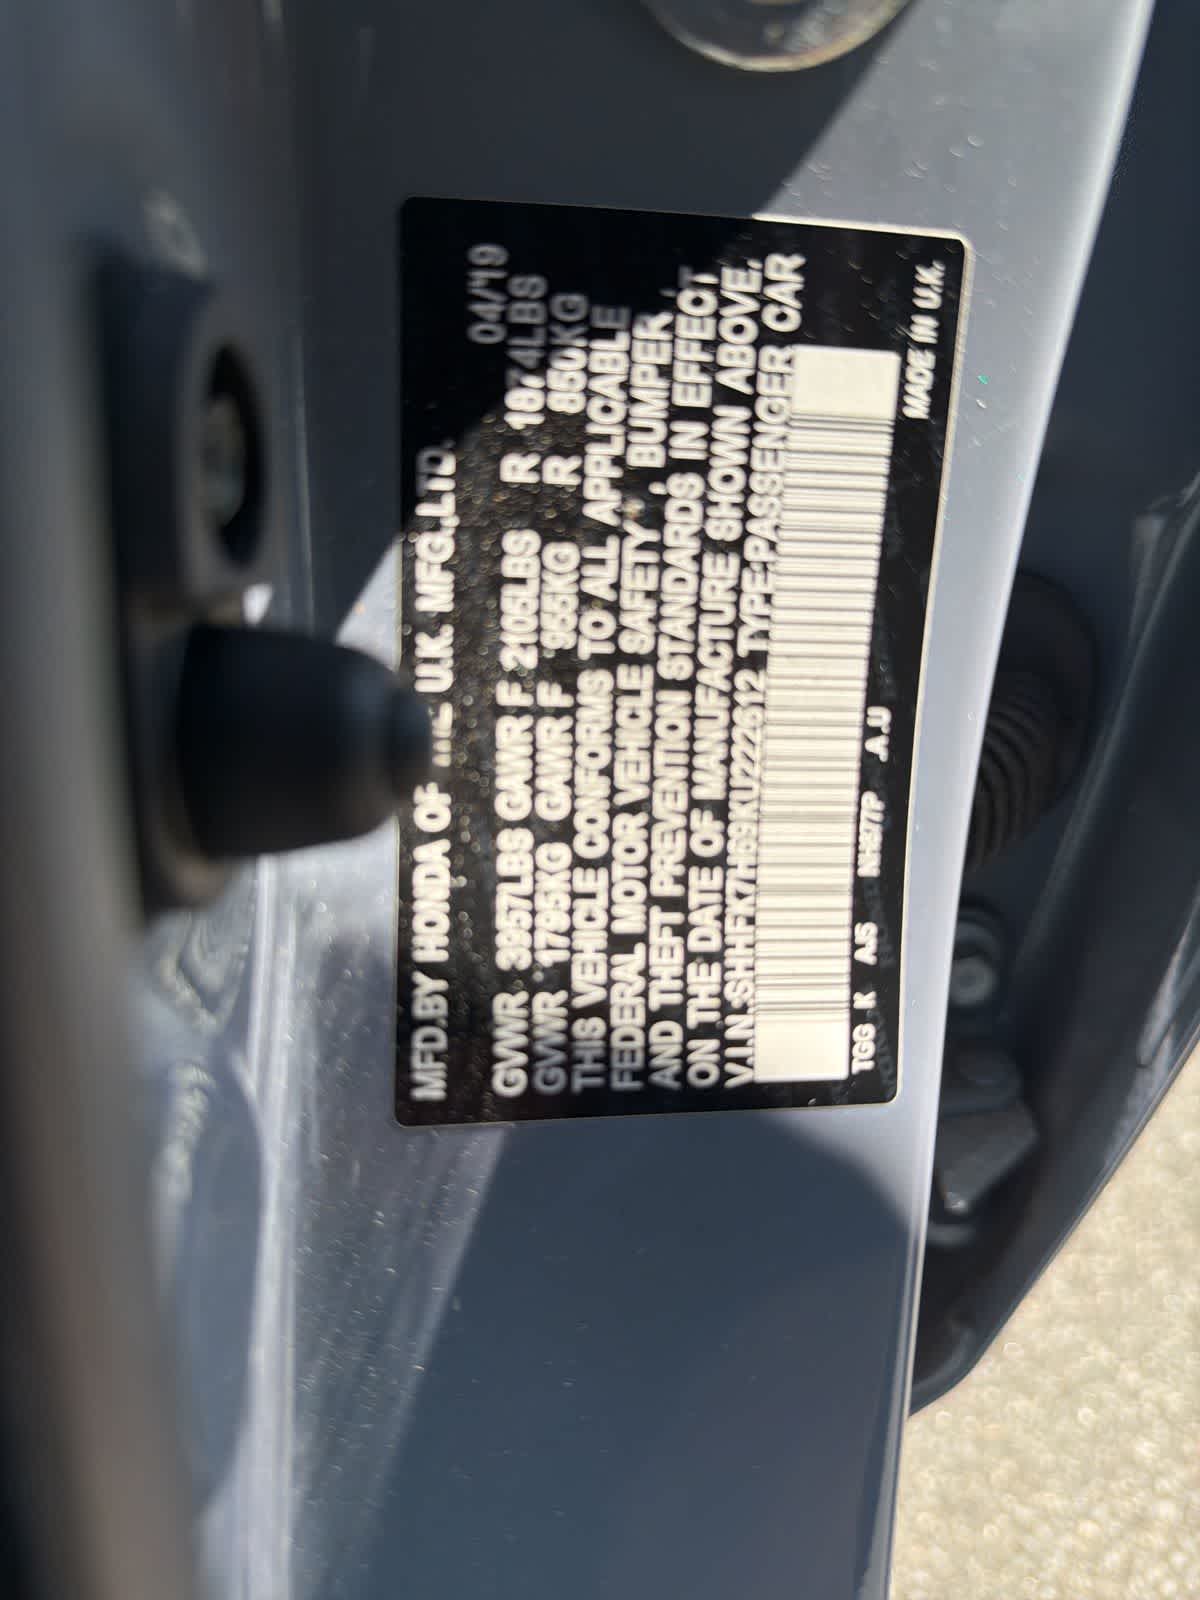 MFD.BY HONDA OF U.K. MFG.,LTD. 04/'19
GVWR 3957LBS GAWR F 2105LBS R 1874LBS
GVWR 1795KG GAWR F 955KG R 850KG
THIS VEHICLE CONFORMS TO ALL APPLICABLE
FEDERAL MOTOR VEHICLE SAFETY, BUMPER,
AND THEFT PREVENTION STANDARDS IN EFFECT
ON THE DATE OF MANUFACTURE SHOWN ABOVE.
V.I.N.:SHHFK7H69KU222612 TYPE:PASSENGER CAR
TGG K AJ5 NH877P A.U MADE IN U.K.